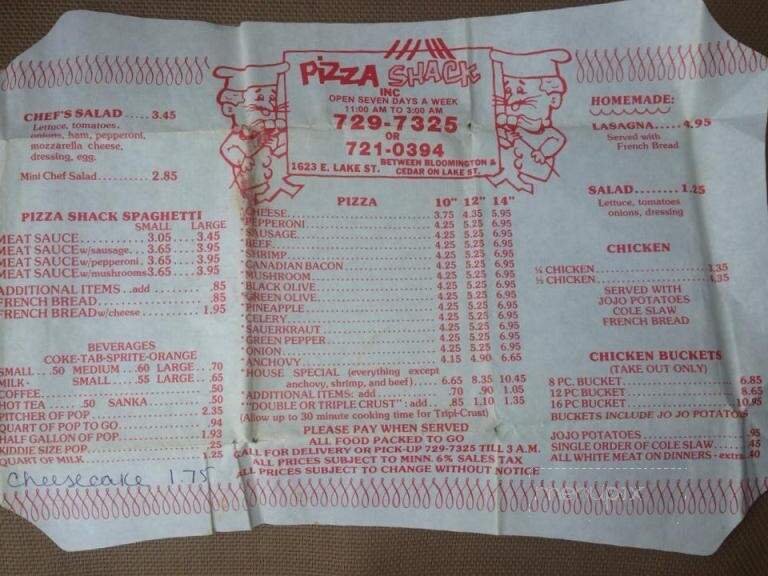 PIZZA SHACK
INC
OPEN SEVEN DAYS A WEEK
11:00 AM TO 3:00 AM
729-7325
OR
721-0394
1623 E. LAKE ST. BETWEEN BLOOMINGTON & CEDAR ON LAKE ST.
CHEF'S SALAD .... 3.45
Lettuce, tomatoes,
onions, ham, pepperoni,
mozzarella cheese,
dressing, egg.
Mini Chef Salad......... 2.85
PIZZA SHACK SPAGHETTI
SMALL LARGE
MEAT SAUCE........... 3.05.... 3.45
MEAT SAUCE w/sausage... 3.65 .... 3.95
MEAT SAUCE w/pepperoni. 3.65 .... 3.95
MEAT SAUCE w/mushrooms 3.65 .... 3.95
ADDITIONAL ITEMS ..add .......... .85
FRENCH BREAD................. .85
FRENCH BREAD w/cheese ........ 1.95
BEVERAGES
COKE-TAB-SPRITE-ORANGE
SMALL ...50 MEDIUM ...60 LARGE ...70
MILK- SMALL ....55 LARGE ...65
COFFEE.................. .50
HOT TEA .....50 SANKA......50
PITCHER OF POP............. 2.35
QUART OF POP TO GO......... .94
HALF GALLON OF POP......... 1.93
KIDDIE SIZE POP............ .25
QUART OF MILK............ 1.25
Cheesecake 1.75
PIZZA 10" 12" 14"
*CHEESE............ 3.75 4.35 5.95
*PEPPERONI............ 4.25 5.25 6.95
*SAUSAGE............ 4.25 5.25 6.95
*BEEF............ 4.25 5.25 6.95
*SHRIMP............ 4.25 5.25 6.95
*CANADIAN BACON............ 4.25 5.25 6.95
*MUSHROOM............ 4.25 5.25 6.95
*BLACK OLIVE............ 4.25 5.25 6.95
*GREEN OLIVE............ 4.25 5.25 6.95
*PINEAPPLE............ 4.25 5.25 6.95
*CELERY............ 4.25 5.25 6.95
*SAUERKRAUT............ 4.25 5.25 6.95
*GREEN PEPPER............ 4.25 5.25 6.95
*ONION............ 4.25 5.25 6.95
*ANCHOVY............ 4.15 4.90 6.65
*HOUSE SPECIAL (everything except
anchovy, shrimp, and beef)..... 6.65 8.35 10.45
*ADDITIONAL ITEMS: add ........ .70 .90 1.05
**DOUBLE OR TRIPLE CRUST": add .. .85 1.10 1.35
(Allow up to 30 minute cooking time for Tripl-Crust)
PLEASE PAY WHEN SERVED
ALL FOOD PACKED TO GO
CALL FOR DELIVERY OR PICK-UP 729-7325 TILL 3 A.M.
ALL PRICES SUBJECT TO MINN. 6% SALES TAX
ALL PRICES SUBJECT TO CHANGE WITHOUT NOTICE
HOMEMADE:
LASAGNA..... 4.95
Served with
French Bread
SALAD ........ 1.25
Lettuce, tomatoes
onions, dressing
CHICKEN
¼ CHICKEN.................. 3.35
½ CHICKEN.................. 4.35
SERVED WITH
JOJO POTATOES
COLE SLAW
FRENCH BREAD
CHICKEN BUCKETS
(TAKE OUT ONLY)
8 PC. BUCKET............... 6.85
12 PC. BUCKET.............. 8.65
16 PC. BUCKET.............. 10.95
BUCKETS INCLUDE JO JO POTATOES
JOJO POTATOES............... .95
SINGLE ORDER OF COLE SLAW..... .45
ALL WHITE MEAT ON DINNERS - extra .40
menupix